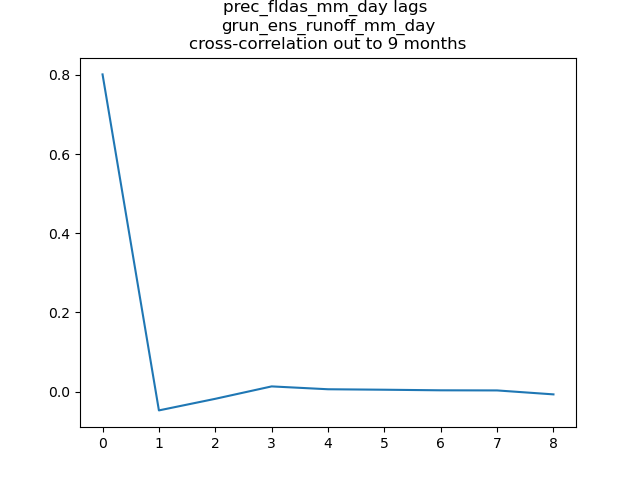 prec_fldas_mm_day lags
grun_ens_runoff_mm_day
cross-correlation out to 9 months
0.8
0.6
0.4
0.2
0.0
0 1 2 3 4 5 6 7 8